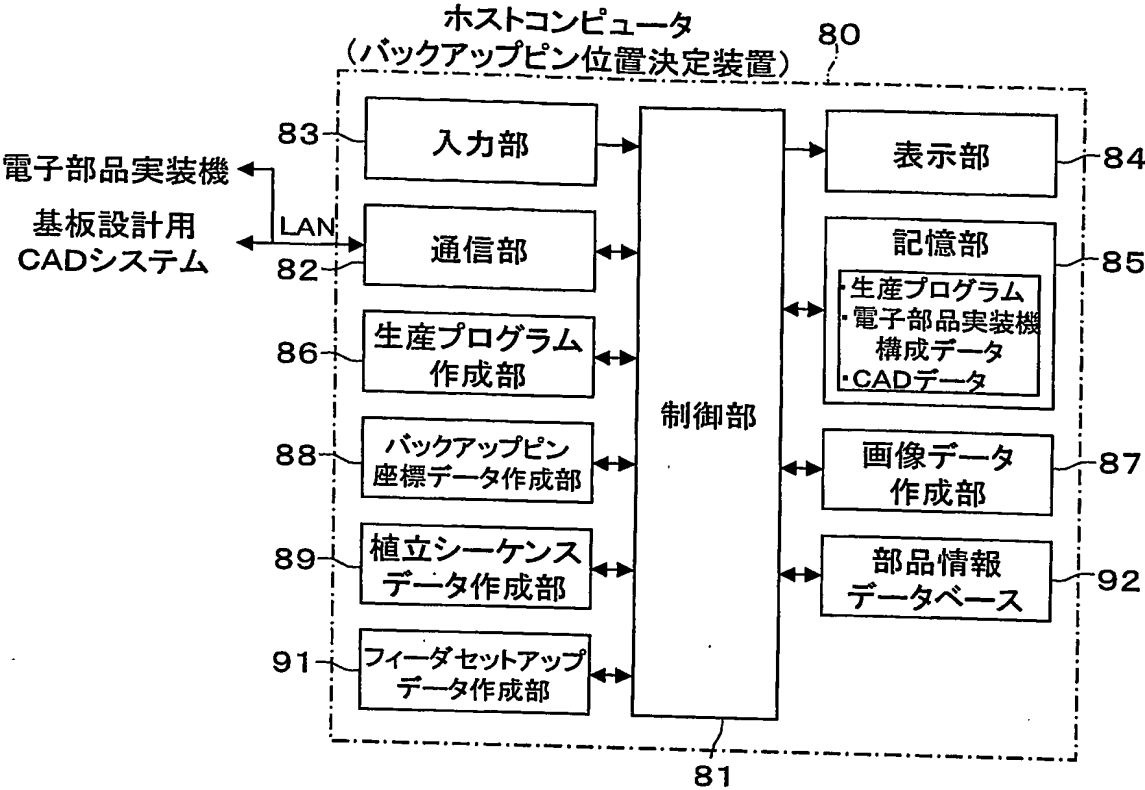 ホストコンピュータ
(バックアップピン位置決定装置)
80
83
入力部
表示部
84
電子部品実装機
基板設計用
CADシステム
LAN
82
通信部
記憶部
85
・生産プログラム
・電子部品実装機
構成データ
・CADデータ
86
生産プログラム
作成部
制御部
88
バックアップピン
座標データ作成部
画像データ
作成部
87
89
植立シーケンス
データ作成部
部品情報
データベース
92
91
フィーダセットアップ
データ作成部
81